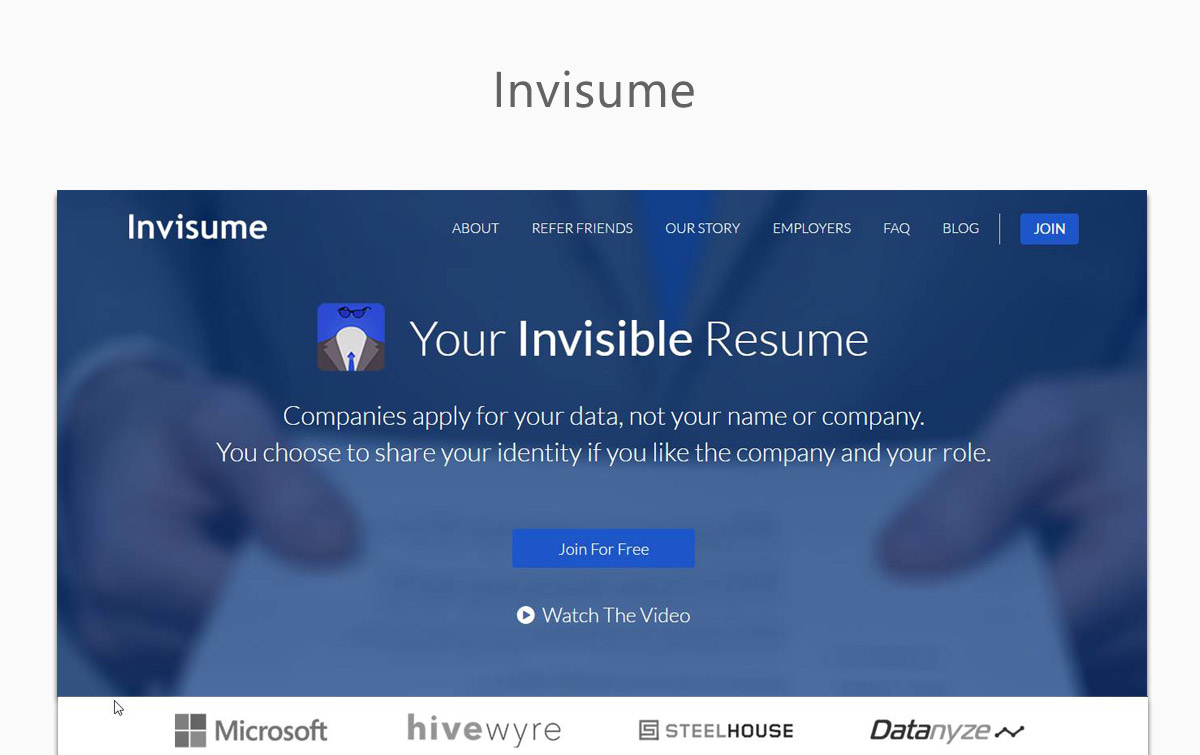 Invisume
Invisume
ABOUT REFER FRIENDS OUR STORY EMPLOYERS FAQ BLOG JOIN
Your Invisible Resume
Companies apply for your data, not your name or company.
You choose to share your identity if you like the company and your role.
Join For Free
Watch The Video
Microsoft hivewyre STEELHOUSE Datanyze